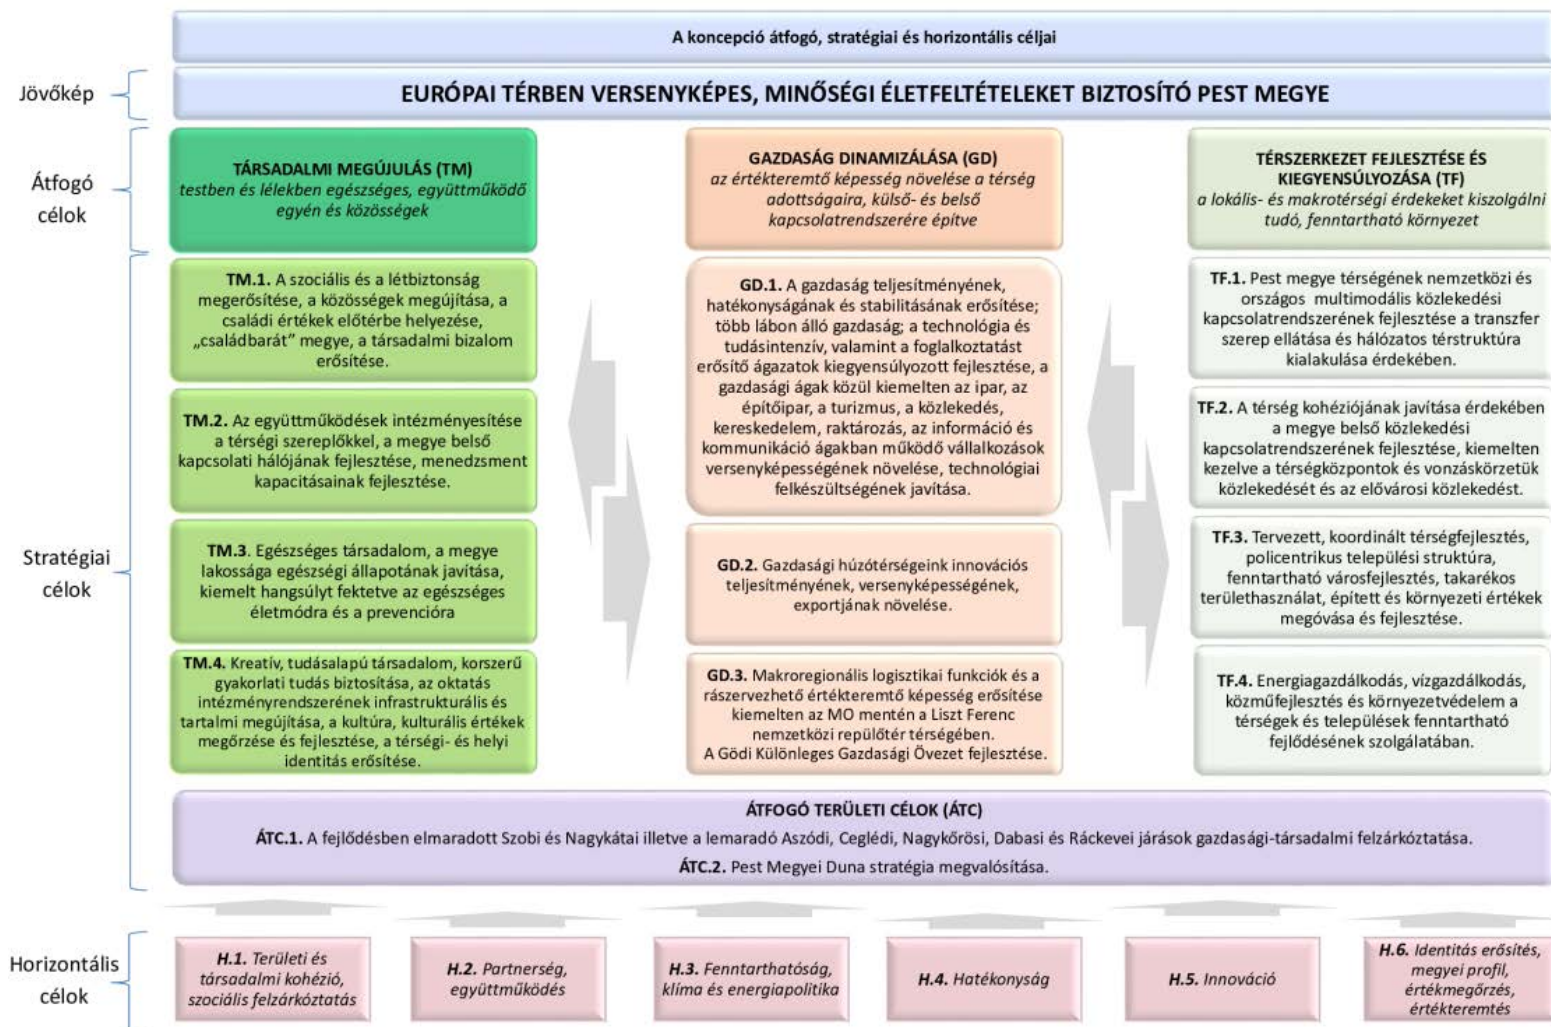 A koncepció átfogó, stratégiai és horizontális céljai
Jövőkép
EURÓPAI TÉRBEN VERSENYKÉPES, MINŐSÉGI ÉLETFELTÉTELEKET BIZTOSÍTÓ PEST MEGYE
Átfogó
célok
TÁRSADALMI MEGÚJULÁS (TM)
testben és lélekben egészséges, együttműködő
egyén és közösségek
GAZDASÁG DINAMIZÁLÁSA (GD)
az értékteremtő képesség növelése a térség
adottságaira, külső- és belső
kapcsolatrendszerére építve
TÉRSZERKEZET FEJLESZTÉSE ÉS
KIEGYENSÚLYOZÁSA (TF)
a lokális- és makrotérségi érdekeket kiszolgálni
tudó, fenntartható környezet
Stratégiai
célok
TM.1. A szociális és a létbiztonság
megerősítése, a közösségek megújítása, a
családi értékek előtérbe helyezése,
„családbarát” megye, a társadalmi bizalom
erősítése.
TM.2. Az együttműködések intézményesítése
a térségi szereplőkkel, a megye belső
kapcsolati hálójának fejlesztése, menedzsment
kapacitásainak fejlesztése.
TM.3. Egészséges társadalom, a megye
lakossága egészségi állapotának javítása,
kiemelt hangsúlyt fektetve az egészséges
életmódra és a prevencióra
TM.4. Kreatív, tudásalapú társadalom, korszerű
gyakorlati tudás biztosítása, az oktatás
intézményrendszerének infrastrukturális és
tartalmi megújítása, a kultúra, kulturális értékek
megőrzése és fejlesztése, a térségi- és helyi
identitás erősítése.
GD.1. A gazdaság teljesítményének,
hatékonyságának és stabilitásának erősítése;
több lábon álló gazdaság; a technológia és
tudásintenzív, valamint a foglalkoztatást
erősítő ágazatok kiegyensúlyozott fejlesztése, a
gazdasági ágak közül kiemelten az ipar, az
építőipar, a turizmus, a közlekedés,
kereskedelem, raktározás, az információ és
kommunikáció ágakban működő vállalkozások
versenyképességének növelése, technológiai
felkészültségének javítása.
GD.2. Gazdasági húzótérségeink innovációs
teljesítményének, versenyképességének,
exportjának növelése.
GD.3. Makroregionális logisztikai funkciók és a
rászervezhető értékteremtő képesség erősítése
kiemelten az MO mentén a Liszt Ferenc
nemzetközi repülőtér térségében.
A Gödi Különleges Gazdasági Övezet fejlesztése.
TF.1. Pest megye térségének nemzetközi és
országos multimodális közlekedési
kapcsolatrendszerének fejlesztése a transzfer
szerep ellátása és hálózatos térstruktúra
kialakulása érdekében.
TF.2. A térség kohéziójának javítása érdekében
a megye belső közlekedési
kapcsolatrendszerének fejlesztése, kiemelten
kezelve a térségközpontok és vonzáskörzetük
közlekedését és az elővárosi közlekedést.
TF.3. Tervezett, koordinált térségfejlesztés,
policentrikus települési struktúra,
fenntartható városfejlesztés, takarékos
területhasználat, épített és környezeti értékek
megóvása és fejlesztése.
TF.4. Energiagazdálkodás, vízgazdálkodás,
közműfejlesztés és környezetvédelem a
térségek és települések fenntartható
fejlődésének szolgálatában.
ÁTFOGÓ TERÜLETI CÉLOK (ÁTC)
ÁTC.1. A fejlődésben elmaradott Szobi és Nagykátai illetve a lemaradó Aszódi, Ceglédi, Nagykőrösi, Dabasi és Ráckevei járások gazdasági-társadalmi felzárkóztatása.
ÁTC.2. Pest Megyei Duna stratégia megvalósítása.
Horizontális
célok
H.1. Területi és
társadalmi kohézió,
szociális felzárkóztatás
H.2. Partnerség,
együttműködés
H.3. Fenntarthatóság,
klíma és energiapolitika
H.4. Hatékonyság
H.5. Innováció
H.6. Identitás erősítés,
megyei profil,
értékmegőrzés,
értékteremtés